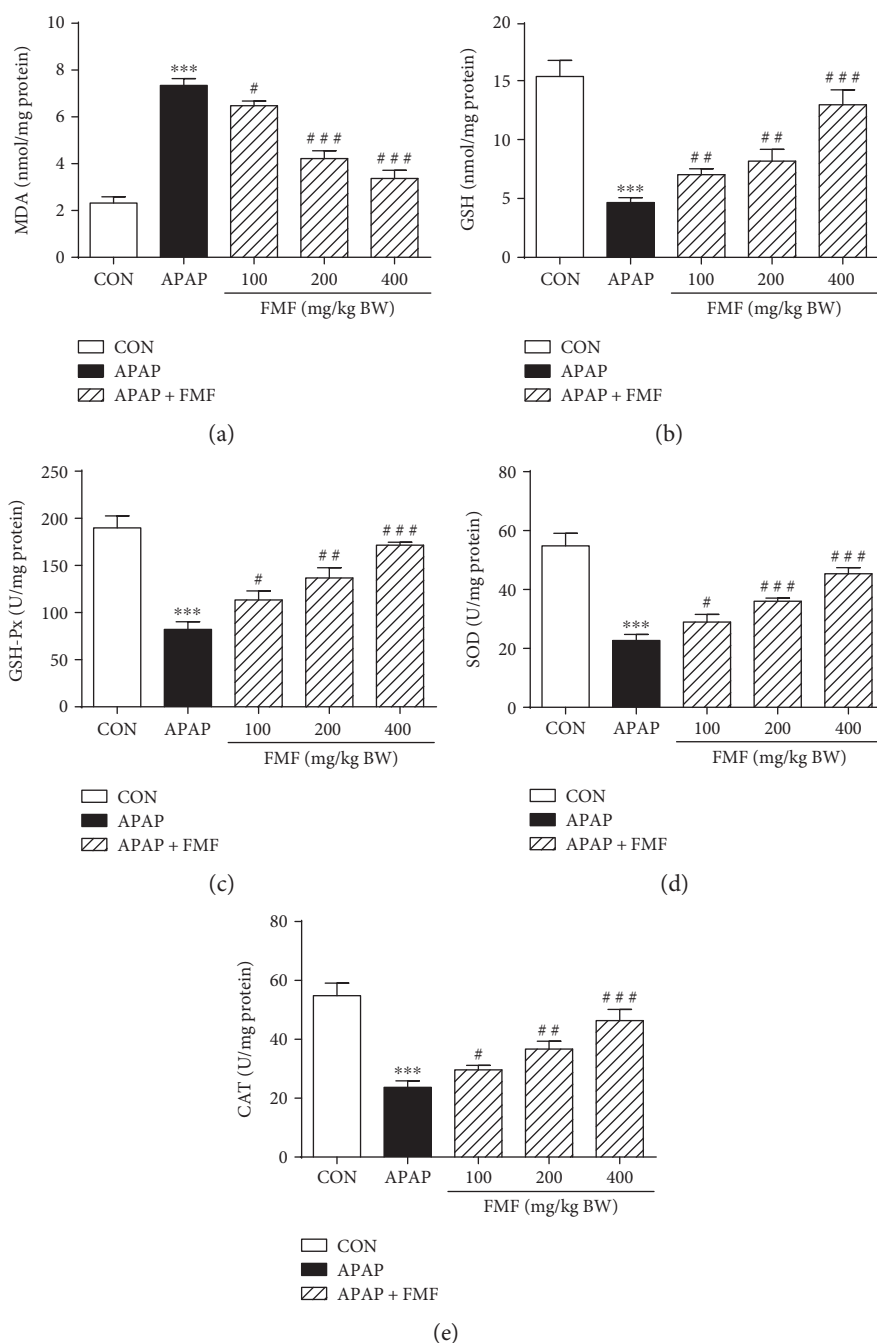 MDA (nmol/mg protein)
10
8
6
4
2
0
***
#
# # #
# # #
CON APAP 100 200 400
FMF (mg/kg BW)
CON
APAP
APAP + FMF
(a)
GSH (nmol/mg protein)
20
15
10
5
0
***
# #
# #
# # #
CON APAP 100 200 400
FMF (mg/kg BW)
CON
APAP
APAP + FMF
(b)
GSH-Px (U/mg protein)
250
200
150
100
50
0
***
#
# #
# # #
CON APAP 100 200 400
FMF (mg/kg BW)
CON
APAP
APAP + FMF
(c)
SOD (U/mg protein)
80
60
40
20
0
***
#
# # #
# # #
CON APAP 100 200 400
FMF (mg/kg BW)
CON
APAP
APAP + FMF
(d)
CAT (U/mg protein)
80
60
40
20
0
***
#
# #
# # #
CON APAP 100 200 400
FMF (mg/kg BW)
CON
APAP
APAP + FMF
(e)